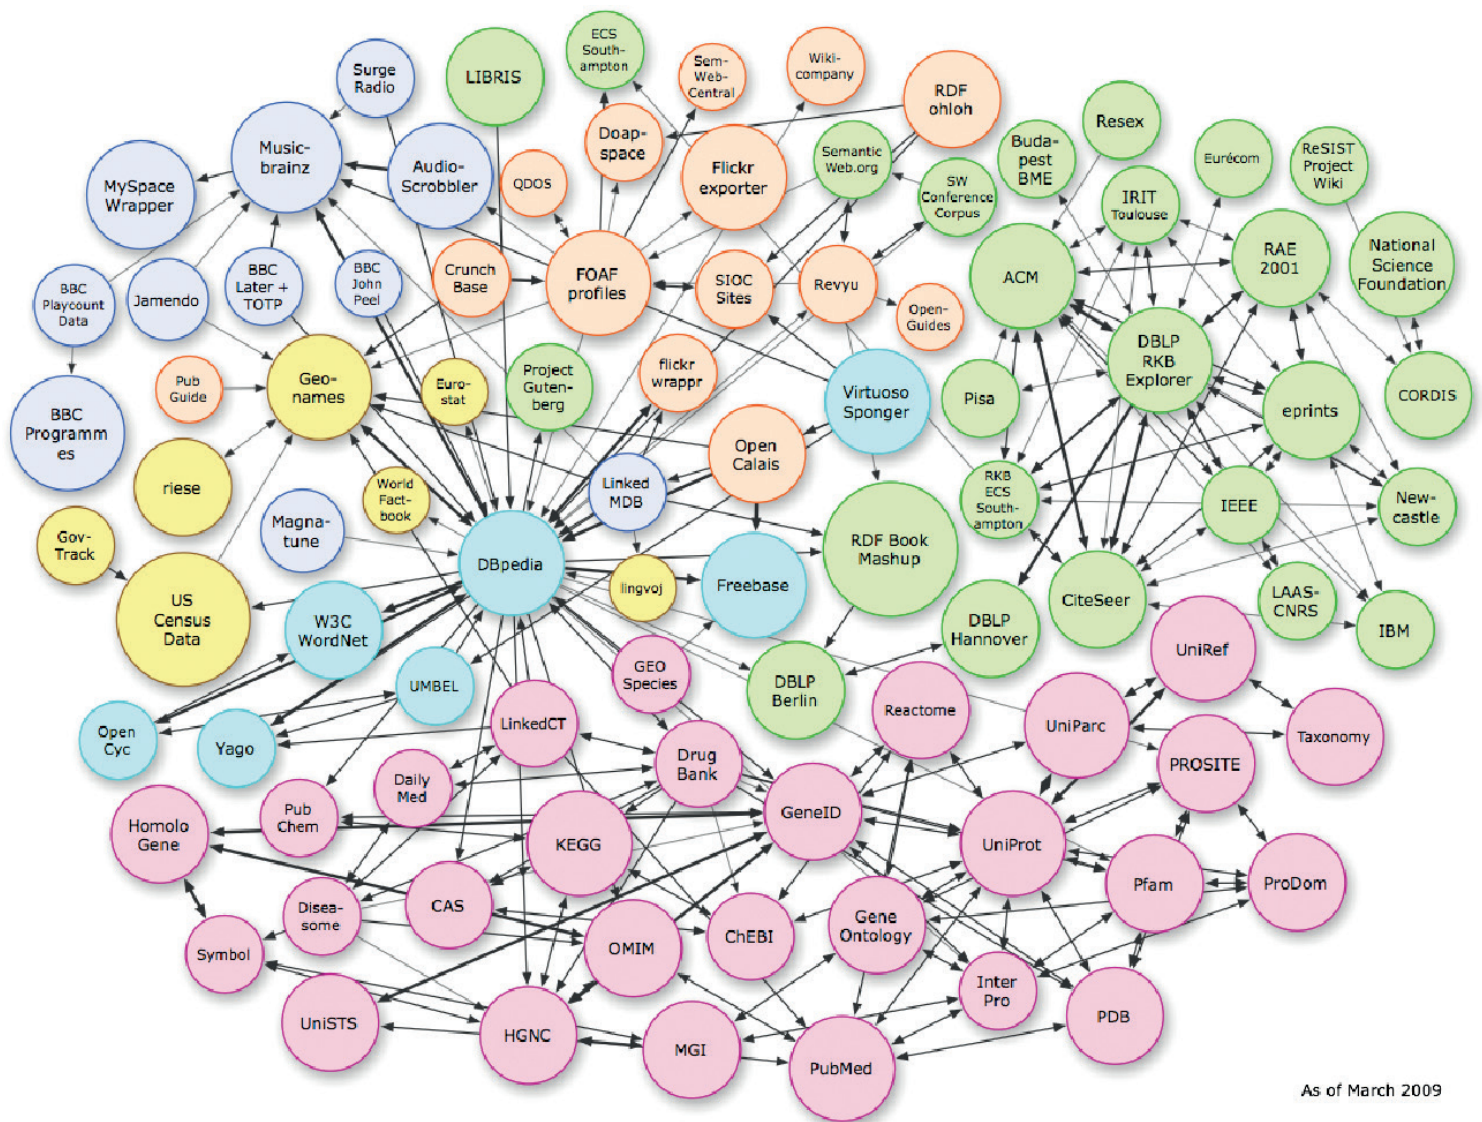 ECS
South-
ampton
Surge
Radio
LIBRIS
Sem-
Web-
Central
Wiki-
company
RDF
ohloh
Music-
brainz
Audio-
Scrobbler
Doap-
space
Flickr
exporter
Semantic
Web.org
Buda-
pest
BME
Resex
Eurécom
ReSIST
Project
Wiki
MySpace
Wrapper
QDOS
SW
Conference
Corpus
IRIT
Toulouse
BBC
Playcount
Data
Jamendo
BBC
Later +
TOTP
BBC
John
Peel
Crunch
Base
FOAF
profiles
SIOC
Sites
Revyu
Open-
Guides
ACM
RAE
2001
National
Science
Foundation
Pub
Guide
Geo-
names
Euro-
stat
Project
Guten-
berg
flickr
wrappr
Virtuoso
Sponger
Pisa
DBLP
RKB
Explorer
eprints
CORDIS
BBC
Programm
es
riese
World
Fact-
book
Linked
MDB
Open
Calais
RKB
ECS
South-
ampton
IEEE
New-
castle
Gov-
Track
Magna-
tune
DBpedia
lingvoj
Freebase
RDF Book
Mashup
CiteSeer
LAAS-
CNRS
IBM
US
Census
Data
W3C
WordNet
UMBEL
GEO
Species
DBLP
Berlin
DBLP
Hannover
UniRef
Open
Cyc
Yago
LinkedCT
Reactome
UniParc
Taxonomy
Daily
Med
Drug
Bank
PROSITE
Homolo
Gene
Pub
Chem
KEGG
GeneID
UniProt
Pfam
ProDom
Disea-
some
CAS
OMIM
ChEBI
Gene
Ontology
Symbol
Inter
Pro
UniSTS
HGNC
MGI
PubMed
PDB
As of March 2009